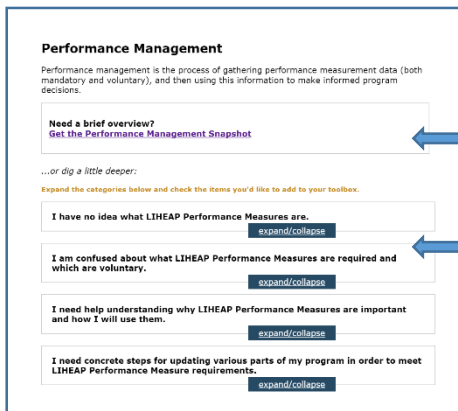 Performance Management
Performance management is the process of gathering performance measurement data (both
mandatory and voluntary), and then using this information to make informed program
decisions.
Need a brief overview?
Get the Performance Management Snapshot
...or dig a little deeper:
Expand the categories below and check the items you'd like to add to your toolbox.
I have no idea what LIHEAP Performance Measures are.
expand/collapse
I am confused about what LIHEAP Performance Measures are required and
which are voluntary.
expand/collapse
I need help understanding why LIHEAP Performance Measures are important
and how I will use them.
expand/collapse
I need concrete steps for updating various parts of my program in order to meet
LIHEAP Performance Measure requirements.
expand/collapse